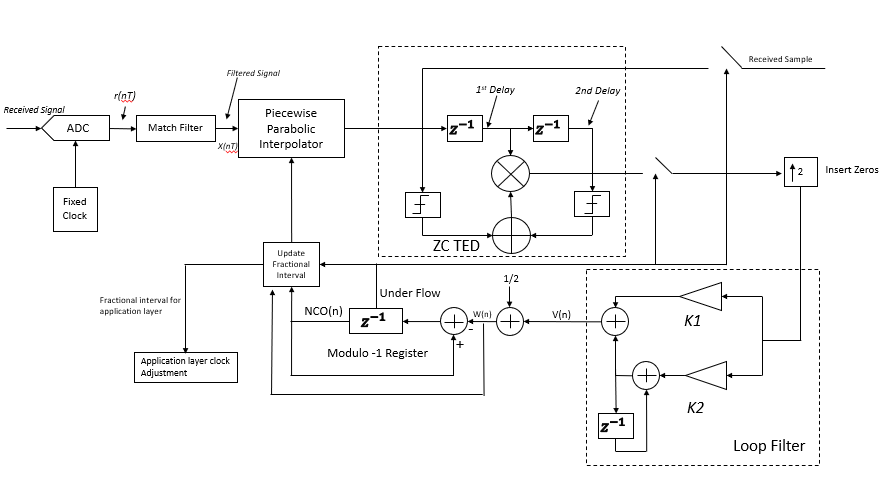 Received Signal
ADC
r(nT)
Match Filter
Filtered Signal
X(nT)
Piecewise
Parabolic
Interpolator
Fixed
Clock
1st Delay
2nd Delay
z⁻¹
z⁻¹
ZC TED
Received Sample
↑2
Insert Zeros
Update
Fractional
Interval
Fractional interval for
application layer
Application layer clock
Adjustment
Under Flow
NCO(n)
z⁻¹
Modulo -1 Register
-
+
W(n)
1/2
V(n)
K1
K2
z⁻¹
Loop Filter